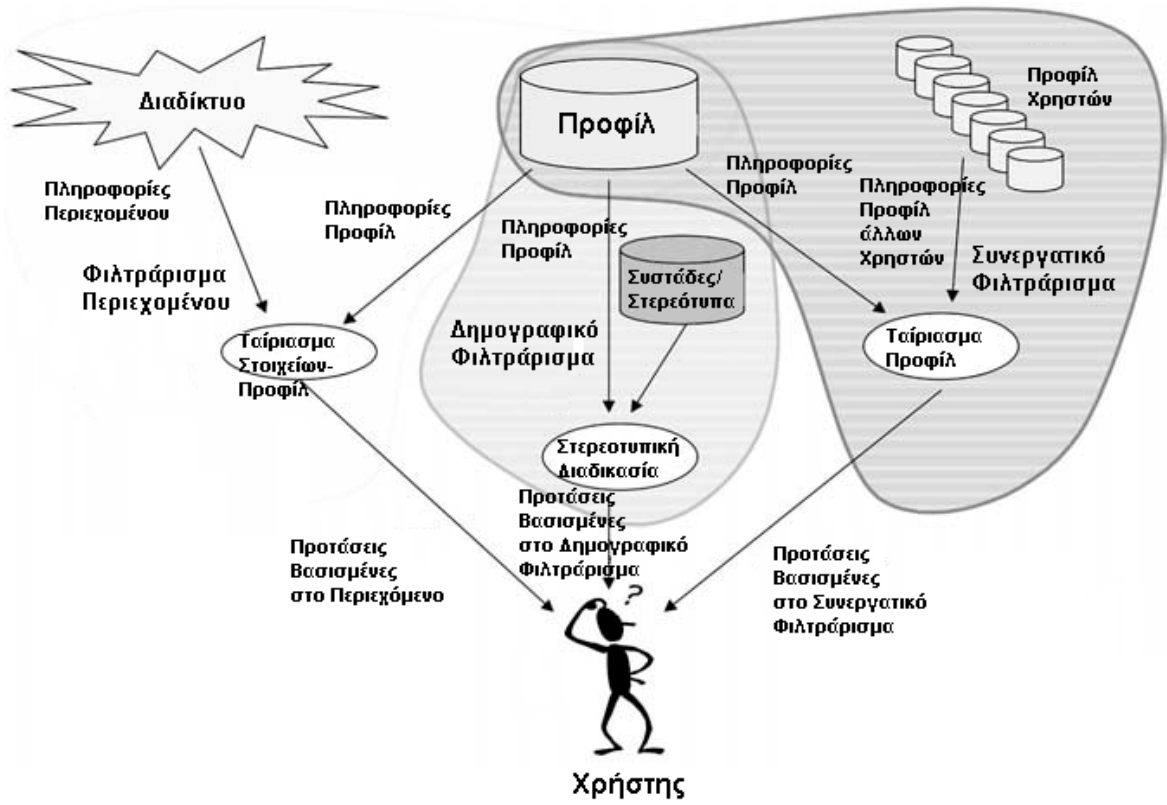 Διαδίκτυο
Προφίλ
Προφίλ
Χρηστών
Πληροφορίες
Περιεχομένου
Πληροφορίες
Προφίλ
Πληροφορίες
Προφίλ
Πληροφορίες
Προφίλ
Πληροφορίες
Προφίλ
άλλων
Χρηστών
Φιλτράρισμα
Περιεχομένου
Συστάδες/
Στερεότυπα
Συνεργατικό
Φιλτράρισμα
Δημογραφικό
Φιλτράρισμα
Ταίριασμα
Στοιχείων-
Προφίλ
Ταίριασμα
Προφίλ
Στερεοτυπική
Διαδικασία
Προτάσεις
Βασισμένες
στο Δημογραφικό
Φιλτράρισμα
Προτάσεις
Βασισμένες
στο Περιεχόμενο
Προτάσεις
Βασισμένες
στο Συνεργατικό
Φιλτράρισμα
?
Χρήστης